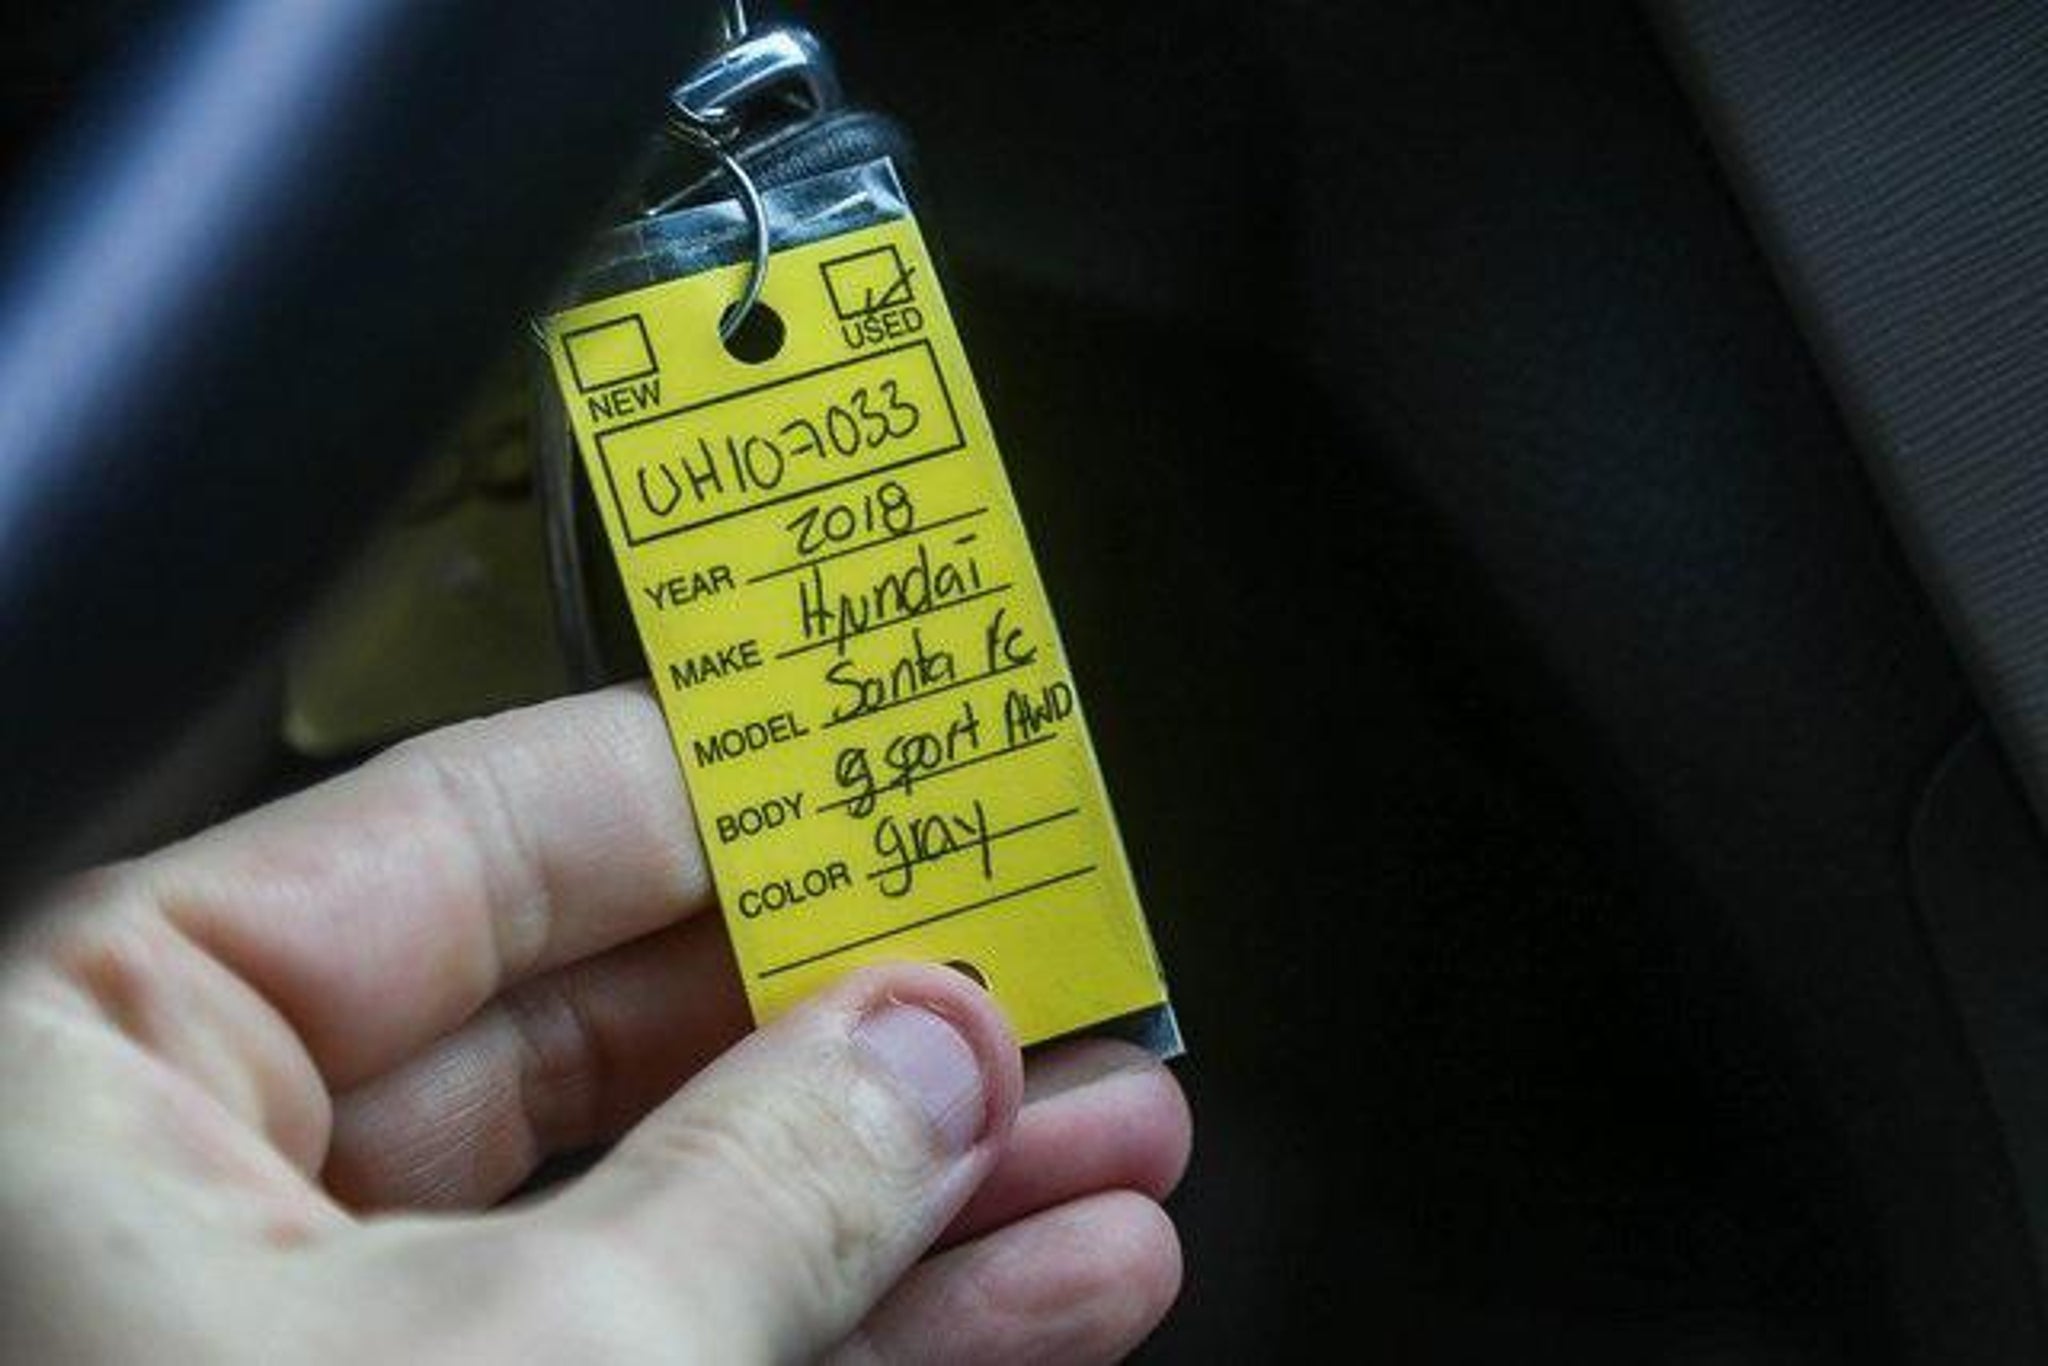 NEW USED
UH107033
YEAR 2018
MAKE Hyundai
MODEL Santa Fe
BODY sport AWD
COLOR gray